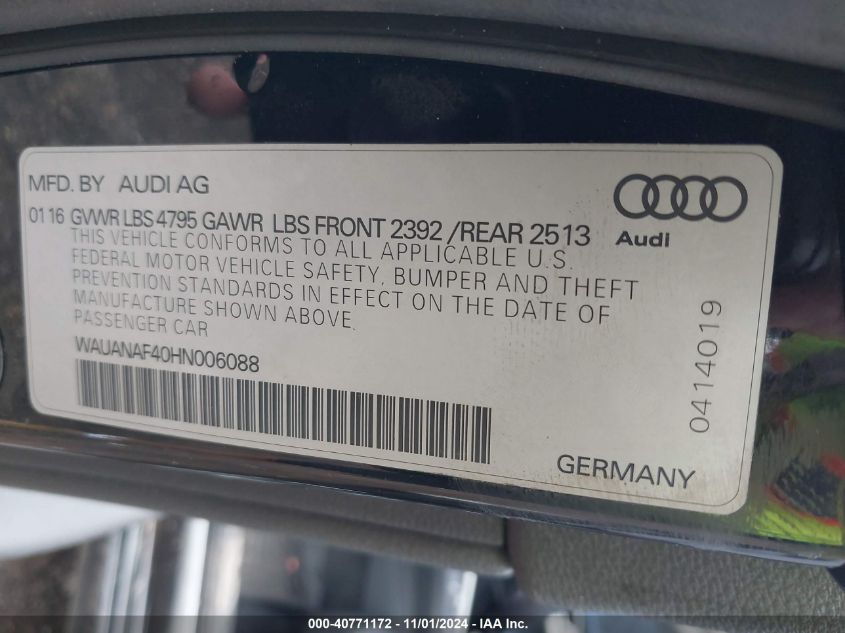 MFD. BY AUDI AG
01 16 GVWR LBS 4795 GAWR LBS FRONT 2392 /REAR 2513
THIS VEHICLE CONFORMS TO ALL APPLICABLE U.S.
FEDERAL MOTOR VEHICLE SAFETY, BUMPER AND THEFT
PREVENTION STANDARDS IN EFFECT ON THE DATE OF
MANUFACTURE SHOWN ABOVE.
PASSENGER CAR
WAUANAF40HN006088
Audi
0414019
GERMANY
000-40771172 - 11/01/2024 - IAA Inc.